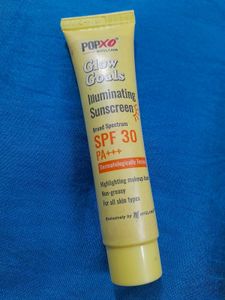 POPXO
Glow
Goals
Illuminating
Sunscreen
Broad Spectrum
SPF 30
PA+++
Dermatologically Tested
Highlighting makeup base
Non-greasy
For all skin types
Exclusively by